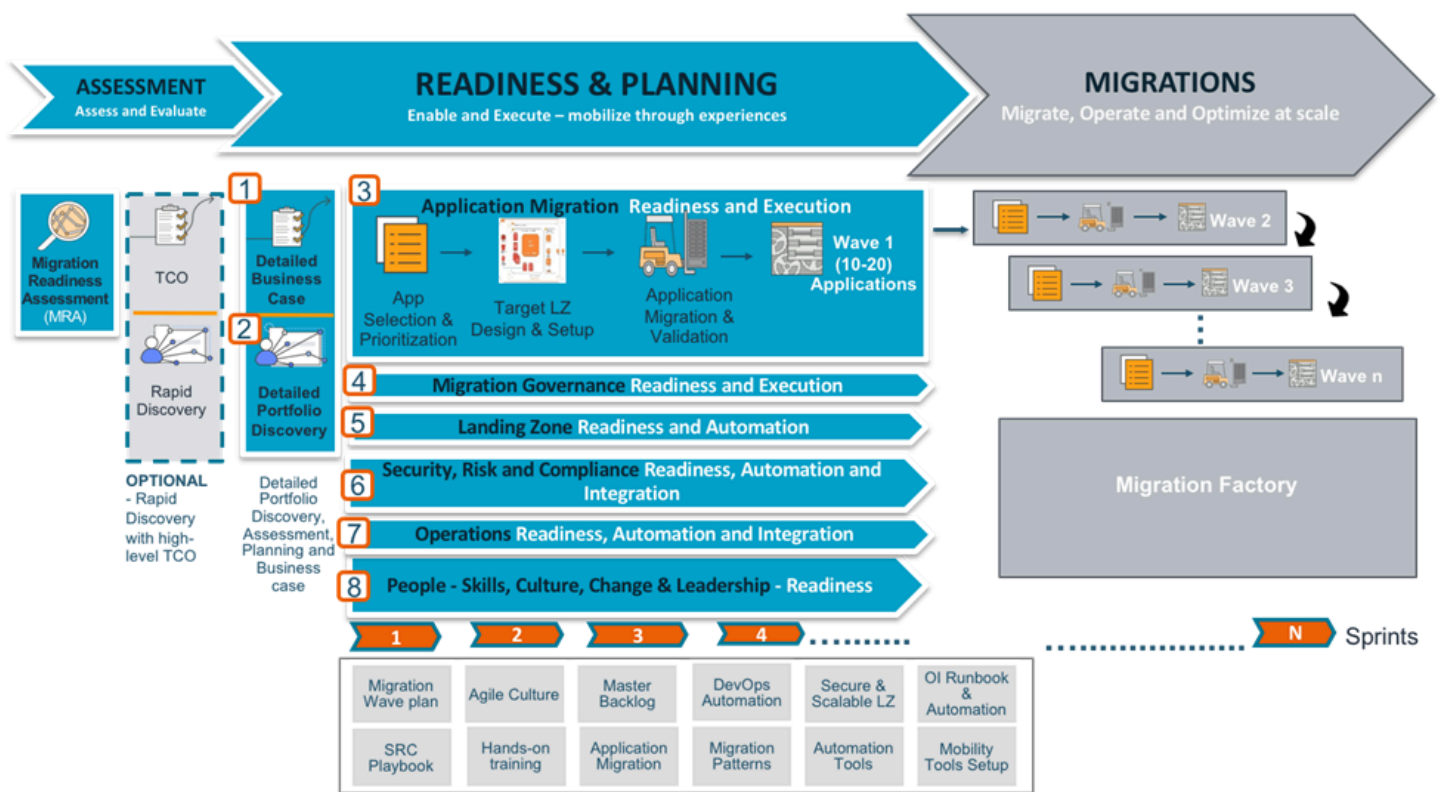 ASSESSMENT
Assess and Evaluate
READINESS & PLANNING
Enable and Execute – mobilize through experiences
MIGRATIONS
Migrate, Operate and Optimize at scale
Migration
Readiness
Assessment
(MRA)
TCO
Rapid
Discovery
OPTIONAL
- Rapid
Discovery
with high-
level TCO
1
Detailed
Business
Case
2
Detailed
Portfolio
Discovery
Detailed
Portfolio
Discovery,
Assessment,
Planning and
Business
case
3
Application Migration Readiness and Execution
App
Selection &
Prioritization
Target LZ
Design & Setup
Application
Migration &
Validation
Wave 1
(10-20)
Applications
4
Migration Governance Readiness and Execution
5
Landing Zone Readiness and Automation
6
Security, Risk and Compliance Readiness, Automation and
Integration
7
Operations Readiness, Automation and Integration
8
People - Skills, Culture, Change & Leadership - Readiness
Wave 2
Wave 3
Wave n
Migration Factory
1
2
3
4
N
Sprints
Migration
Wave plan
Agile Culture
Master
Backlog
DevOps
Automation
Secure &
Scalable LZ
OI Runbook
&
Automation
SRC
Playbook
Hands-on
training
Application
Migration
Migration
Patterns
Automation
Tools
Mobility
Tools Setup